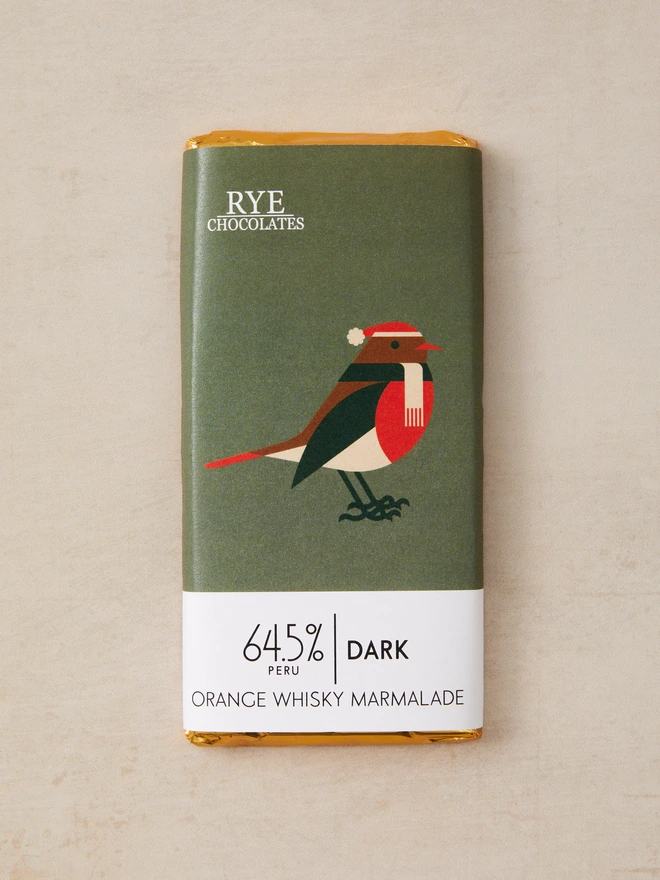 RYE
CHOCOLATES
64.5% DARK
PERU
ORANGE WHISKY MARMALADE